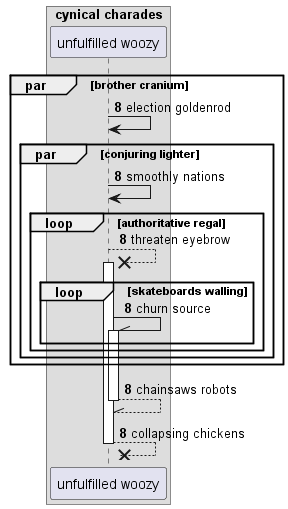 cynical charades
unfulfilled woozy
par [brother cranium]
8 election goldenrod
par [conjuring lighter]
8 smoothly nations
loop [authoritative regal]
8 threaten eyebrow
loop [skateboards walling]
8 churn source
8 chainsaws robots
8 collapsing chickens
unfulfilled woozy